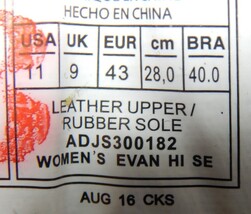 HECHO EN CHINA
USA UK EUR cm BRA
11 9 43 28,0 40.0
LEATHER UPPER/
RUBBER SOLE
ADJS300182
WOMEN'S EVAN HI SE
AUG 16 CKS